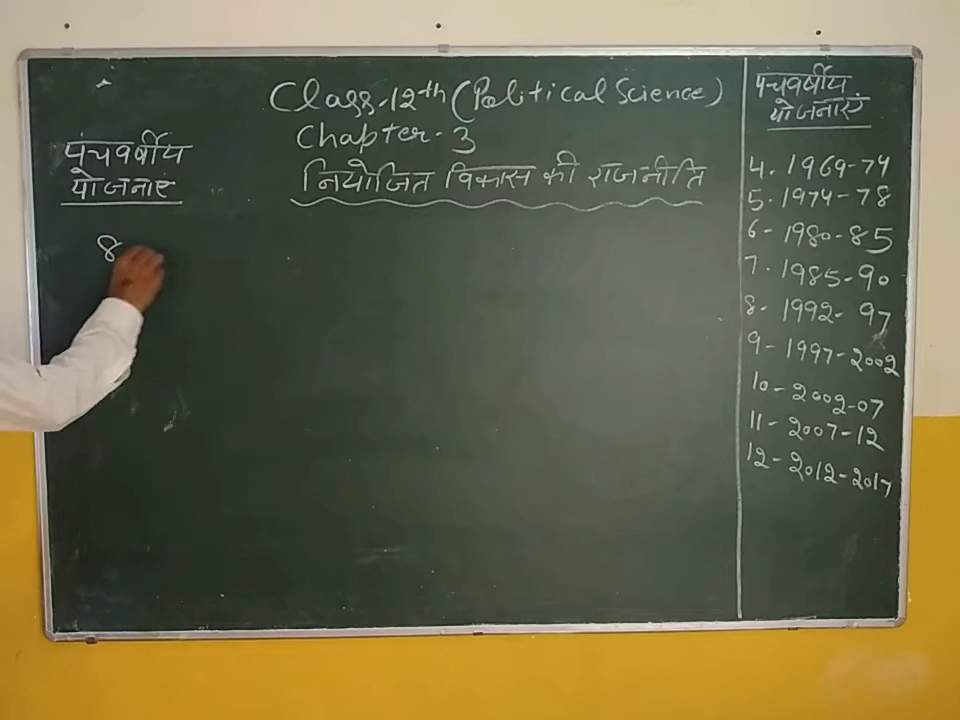 Class-12th (Political Science)
Chapter-3
नियोजित विकास की राजनीति
पंचवर्षीय
योजनाएं
8
पंचवर्षीय
योजनाएं
4. 1969-74
5. 1974-78
6- 1980-85
7. 1985-90
8- 1992-97
9- 1997-2002
10- 2002-07
11- 2007-12
12- 2012-2017